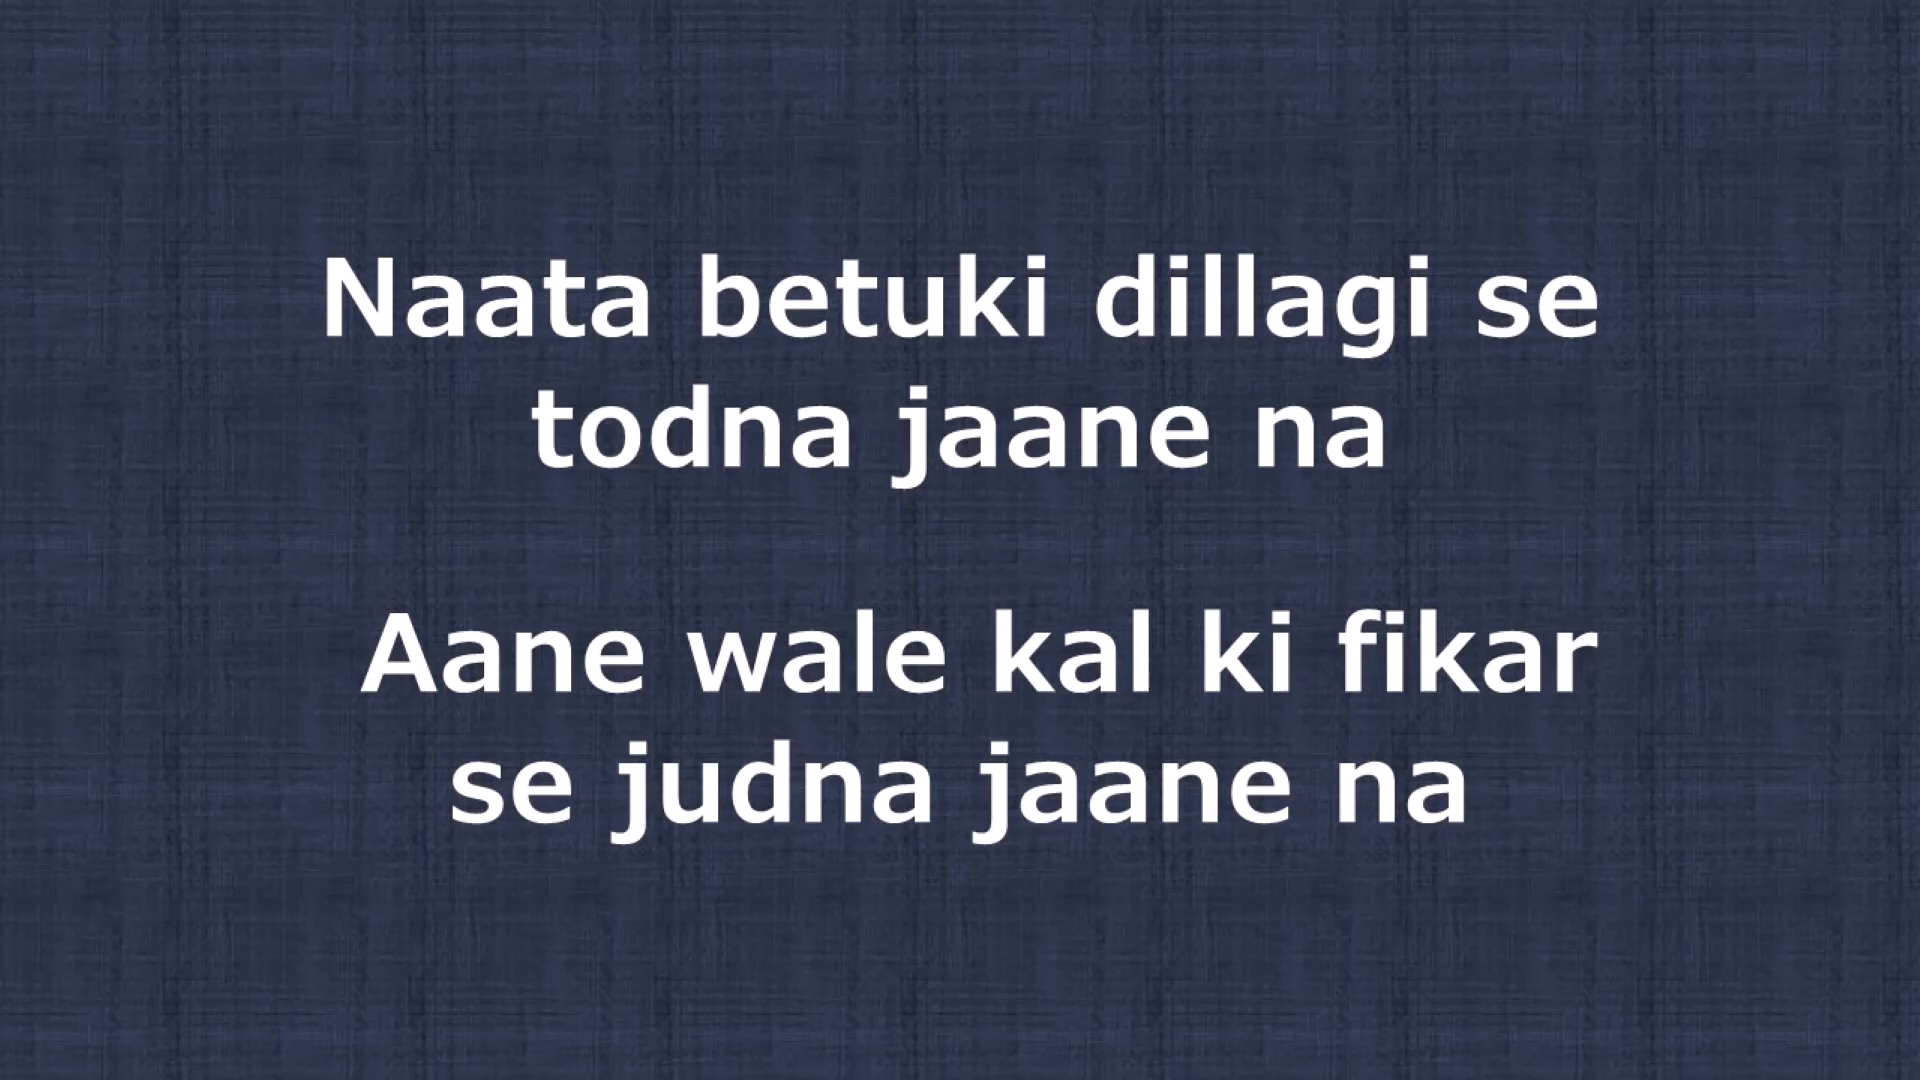 Naata betuki dillagi se
todna jaane na
Aane wale kal ki fikar
se judna jaane na